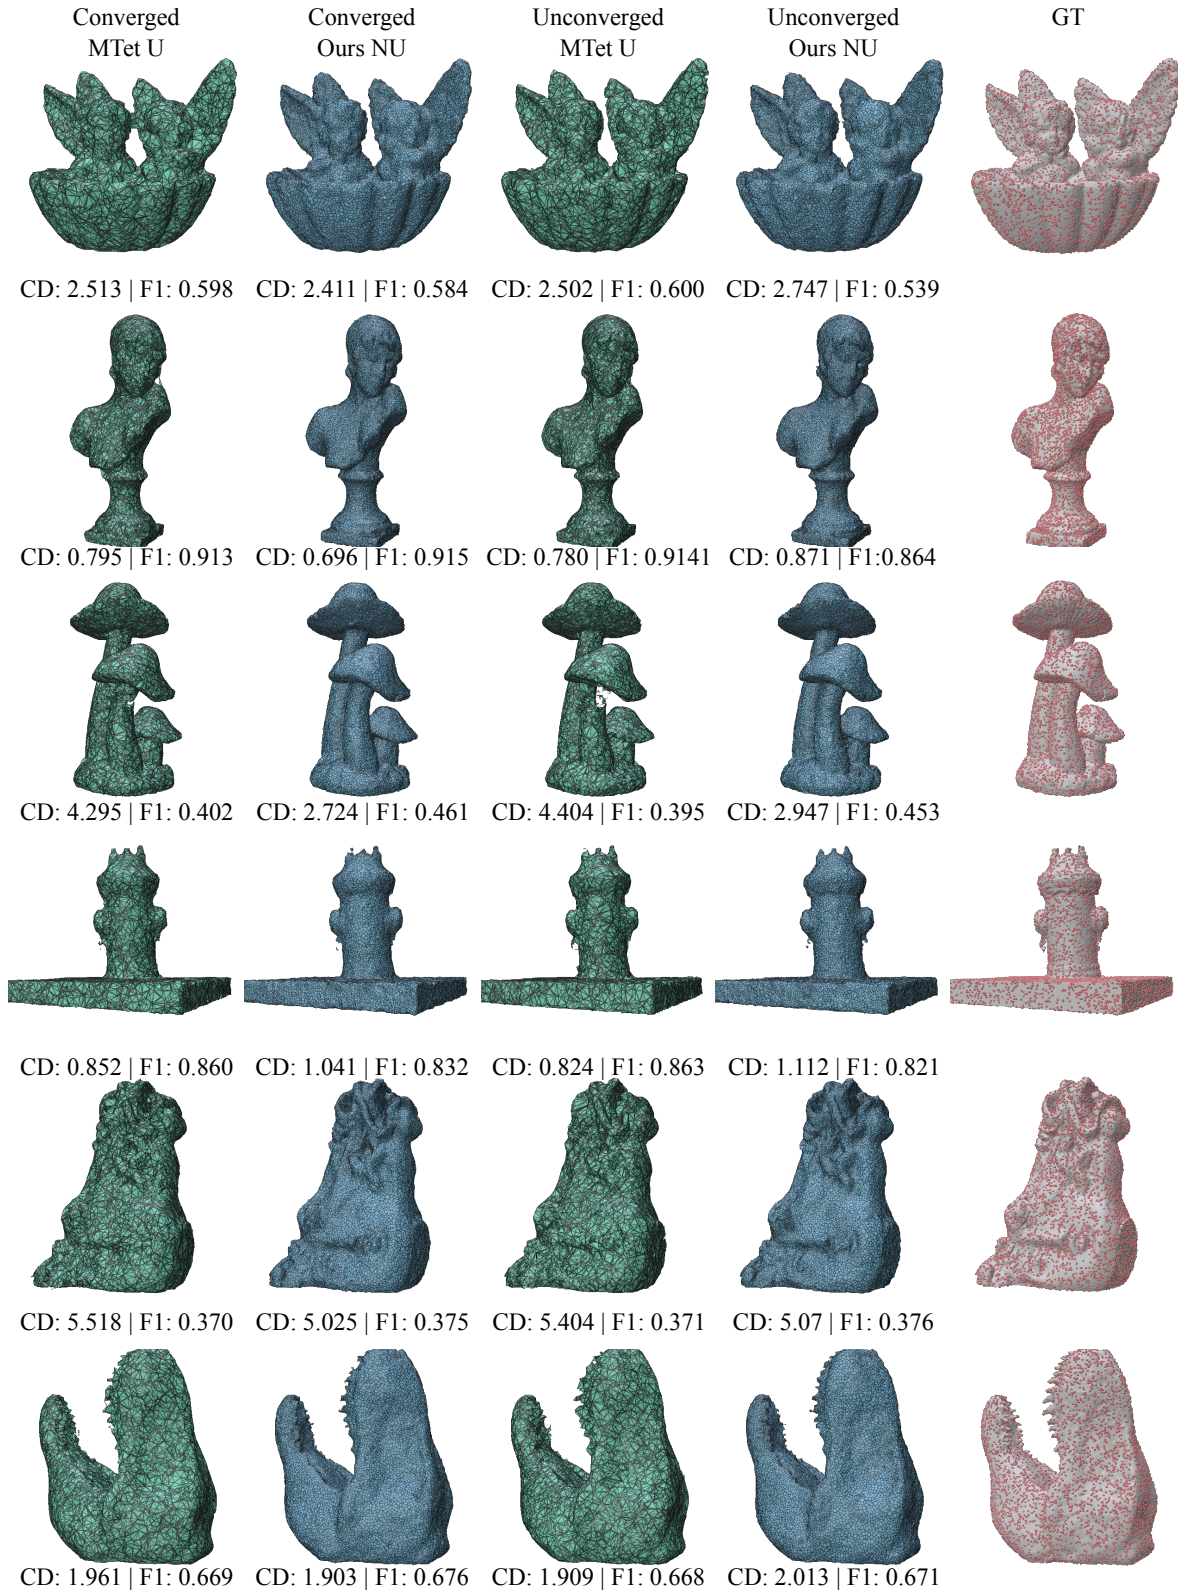 Converged Converged Unconverged Unconverged GT
MTet U Ours NU MTet U Ours NU
CD: 2.513 | F1: 0.598 CD: 2.411 | F1: 0.584 CD: 2.502 | F1: 0.600 CD: 2.747 | F1: 0.539
CD: 0.795 | F1: 0.913 CD: 0.696 | F1: 0.915 CD: 0.780 | F1: 0.9141 CD: 0.871 | F1:0.864
CD: 4.295 | F1: 0.402 CD: 2.724 | F1: 0.461 CD: 4.404 | F1: 0.395 CD: 2.947 | F1: 0.453
CD: 0.852 | F1: 0.860 CD: 1.041 | F1: 0.832 CD: 0.824 | F1: 0.863 CD: 1.112 | F1: 0.821
CD: 5.518 | F1: 0.370 CD: 5.025 | F1: 0.375 CD: 5.404 | F1: 0.371 CD: 5.07 | F1: 0.376
CD: 1.961 | F1: 0.669 CD: 1.903 | F1: 0.676 CD: 1.909 | F1: 0.668 CD: 2.013 | F1: 0.671